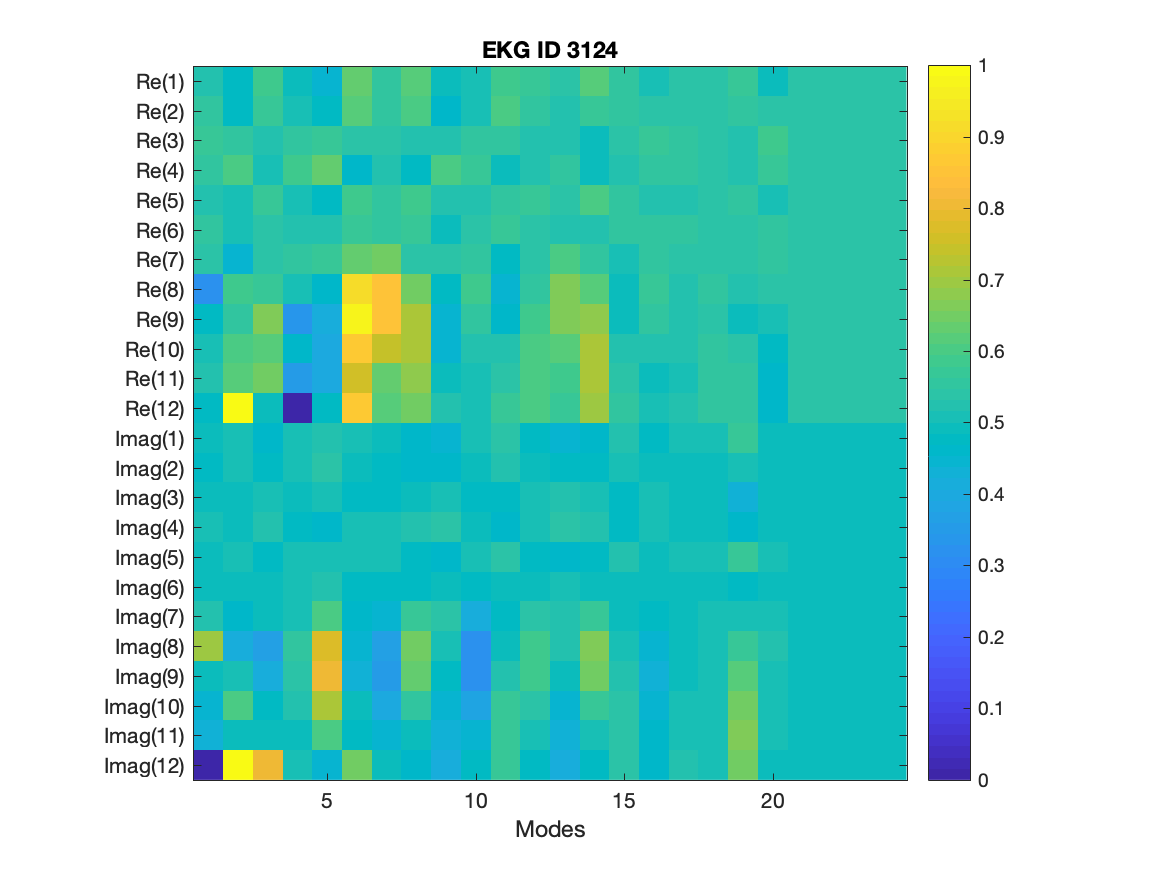 EKG ID 3124
Re(1)
Re(2)
Re(3)
Re(4)
Re(5)
Re(6)
Re(7)
Re(8)
Re(9)
Re(10)
Re(11)
Re(12)
Imag(1)
Imag(2)
Imag(3)
Imag(4)
Imag(5)
Imag(6)
Imag(7)
Imag(8)
Imag(9)
Imag(10)
Imag(11)
Imag(12)
5 10 15 20
Modes
1
0.9
0.8
0.7
0.6
0.5
0.4
0.3
0.2
0.1
0